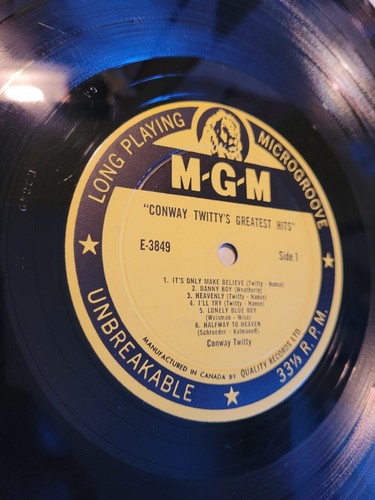 LONG PLAYING
MICROGROOVE
M-G-M
"CONWAY TWITTY'S GREATEST HITS"
E-3849
Side 1
1. IT'S ONLY MAKE BELIEVE (Twitty - Nance)
2. DANNY BOY (Weatherly)
3. HEAVENLY (Twitty - Nance)
4. I'LL TRY (Twitty - Nance)
5. LONELY BLUE BOY
(Weisman - Wise)
6. HALFWAY TO HEAVEN
(Schroeder - Kalmanoff)
Conway Twitty
MANUFACTURED IN CANADA BY QUALITY RECORDS LTD
UNBREAKABLE
33⅓ R.P.M.